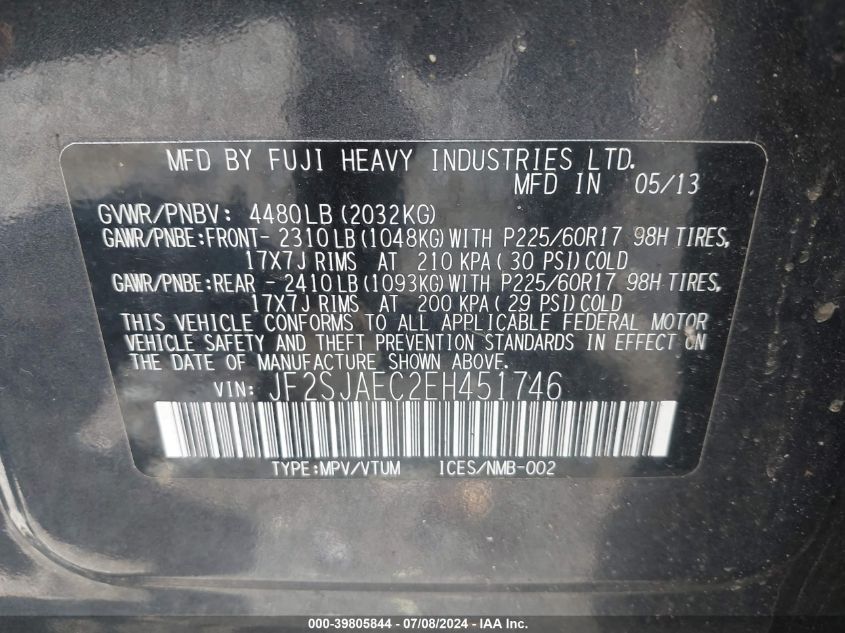 MFD BY FUJI HEAVY INDUSTRIES LTD.
MFD IN 05/13
GVWR/PNBV: 4480LB (2032KG)
GAWR/PNBE:FRONT- 2310LB (1048KG) WITH P225/60R17 98H TIRES,
17X7J RIMS AT 210 KPA (30 PSI) COLD
GAWR/PNBE:REAR - 2410LB (1093KG) WITH P225/60R17 98H TIRES,
17X7J RIMS AT 200 KPA (29 PSI) COLD
THIS VEHICLE CONFORMS TO ALL APPLICABLE FEDERAL MOTOR
VEHICLE SAFETY AND THEFT PREVENTION STANDARDS IN EFFECT ON
THE DATE OF MANUFACTURE SHOWN ABOVE.
VIN: JF2SJAEC2EH451746
TYPE:MPV/VTUM ICES/NMB-002
000-39805844 - 07/08/2024 - IAA Inc.